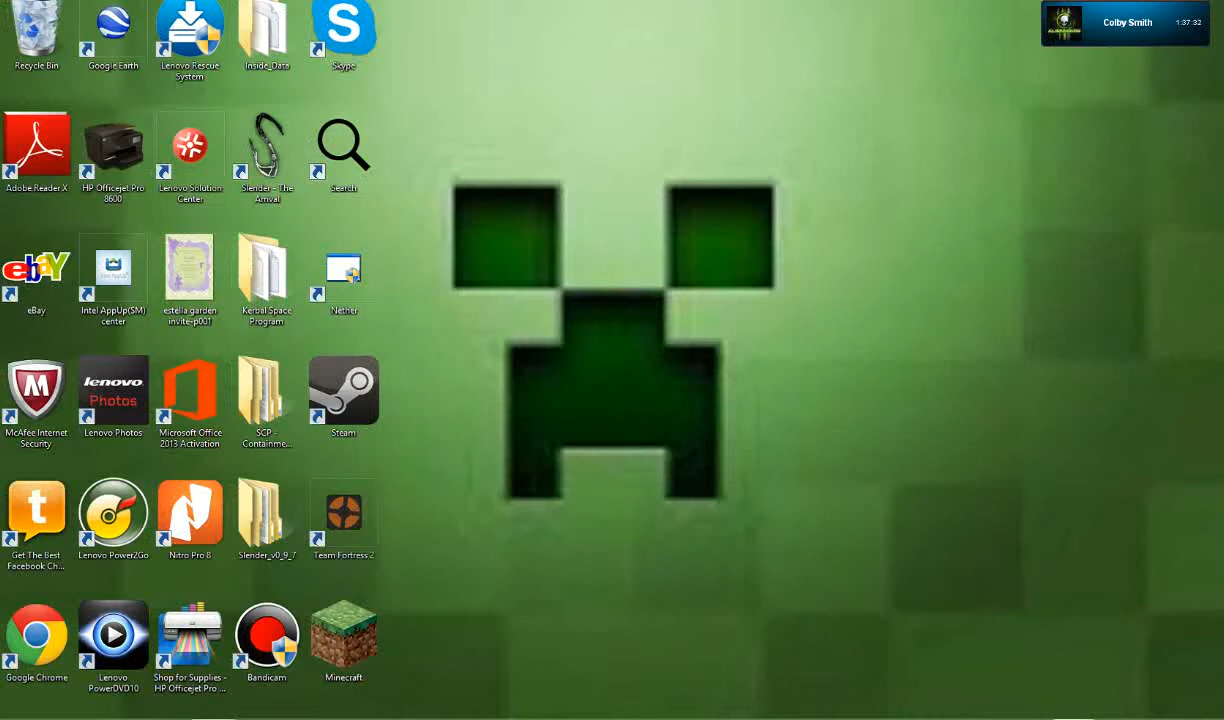 Recycle Bin
Google Earth
Lenovo Rescue
System
Inside_Data
S
Skype
ALIENWARE
Colby Smith
1:37:32
Adobe Reader X
HP Officejet Pro
8600
Lenovo Solution
Center
Slender - The
Arrival
Search
ebaY
eBay
Intel AppUp(SM)
center
estella garden
invite-p001
Kerbal Space
Program
Nether
M
McAfee Internet
Security
lenovo
Photos
Lenovo Photos
Microsoft Office
2013 Activation
SCP -
Containme...
Steam
t
Get The Best
Facebook Ch...
Lenovo Power2Go
Nitro Pro 8
Slender_v0_9_7
Team Fortress 2
Google Chrome
Lenovo
PowerDVD10
Shop for Supplies -
HP Officejet Pro ...
Bandicam
Minecraft